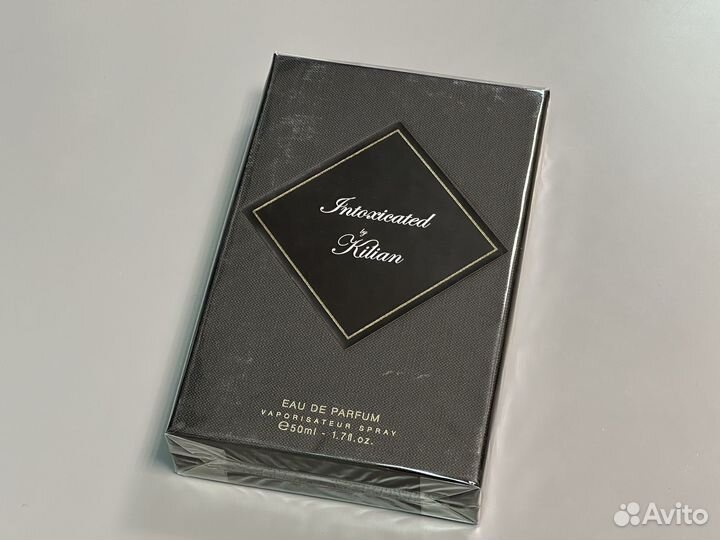 Intoxicated
by
Kilian
EAU DE PARFUM
VAPORISATEUR SPRAY
℮50ml - 1.7fl.oz.
Avito